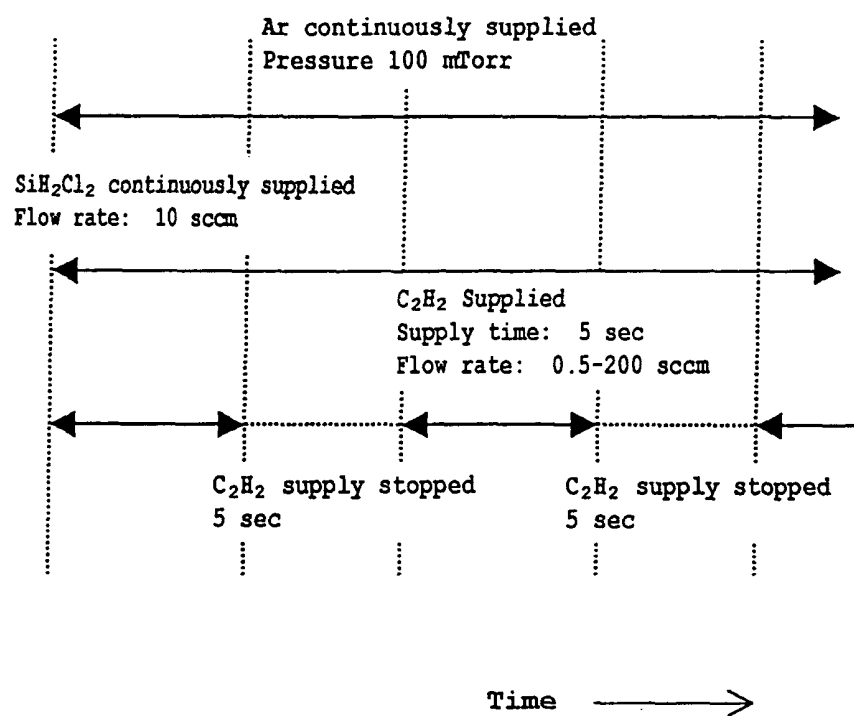 Ar continuously supplied
Pressure 100 mTorr
SiH₂Cl₂ continuously supplied
Flow rate: 10 sccm
C₂H₂ Supplied
Supply time: 5 sec
Flow rate: 0.5-200 sccm
C₂H₂ supply stopped
5 sec
C₂H₂ supply stopped
5 sec
Time